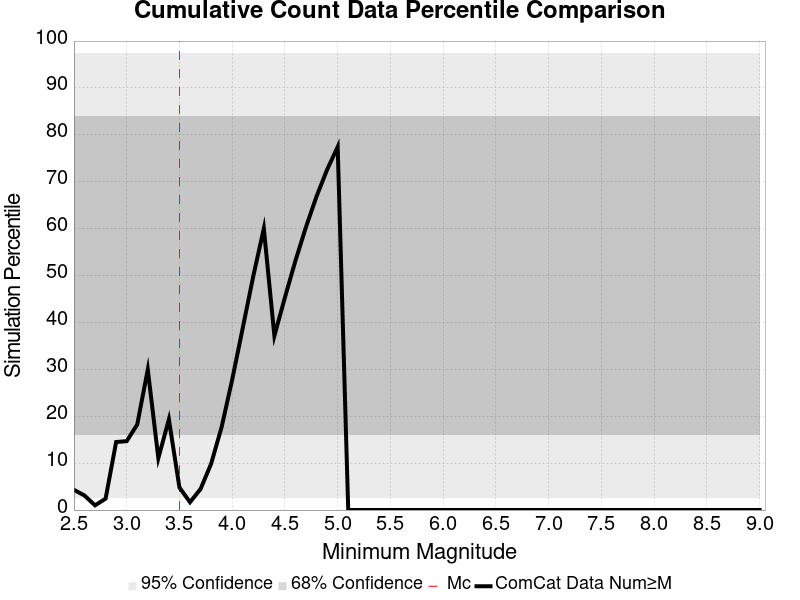 Cumulative Count Data Percentile Comparison
100
90
80
70
60
50
40
30
20
10
0
Simulation Percentile
2.5 3.0 3.5 4.0 4.5 5.0 5.5 6.0 6.5 7.0 7.5 8.0 8.5 9.0
Minimum Magnitude
95% Confidence 68% Confidence Mc ComCat Data Num≥M